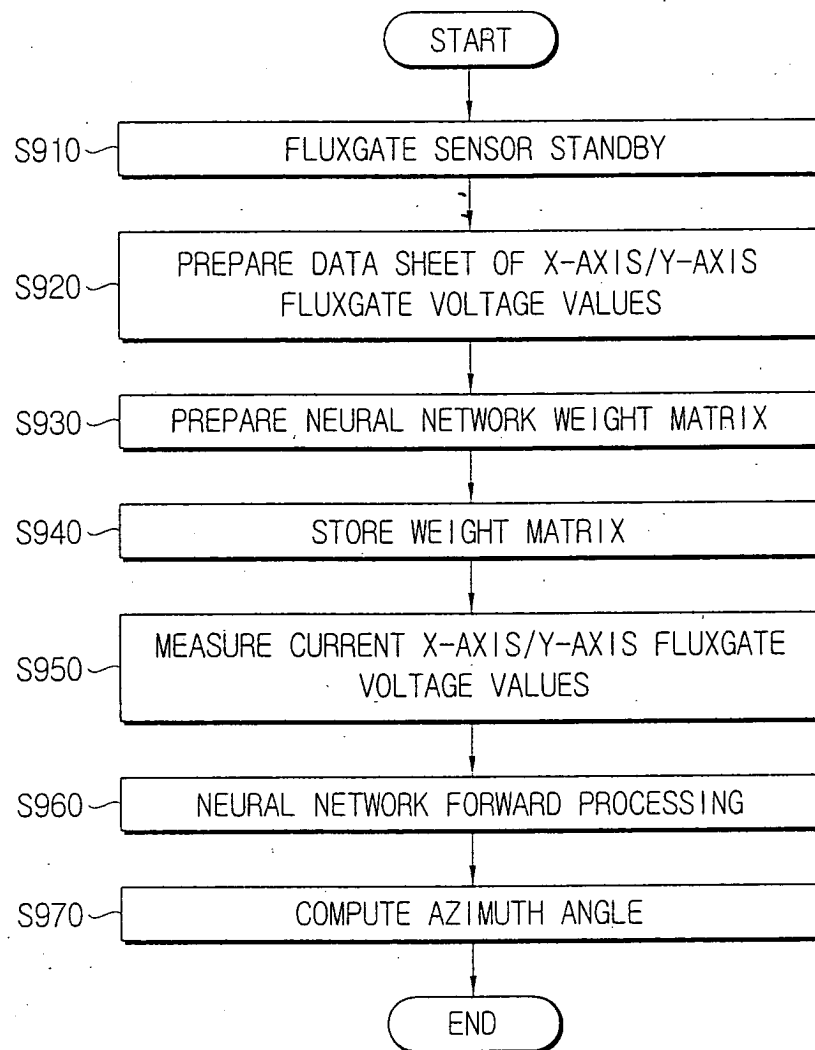 START
S910 FLUXGATE SENSOR STANDBY
S920 PREPARE DATA SHEET OF X-AXIS/Y-AXIS
FLUXGATE VOLTAGE VALUES
S930 PREPARE NEURAL NETWORK WEIGHT MATRIX
S940 STORE WEIGHT MATRIX
S950 MEASURE CURRENT X-AXIS/Y-AXIS FLUXGATE
VOLTAGE VALUES
S960 NEURAL NETWORK FORWARD PROCESSING
S970 COMPUTE AZIMUTH ANGLE
END